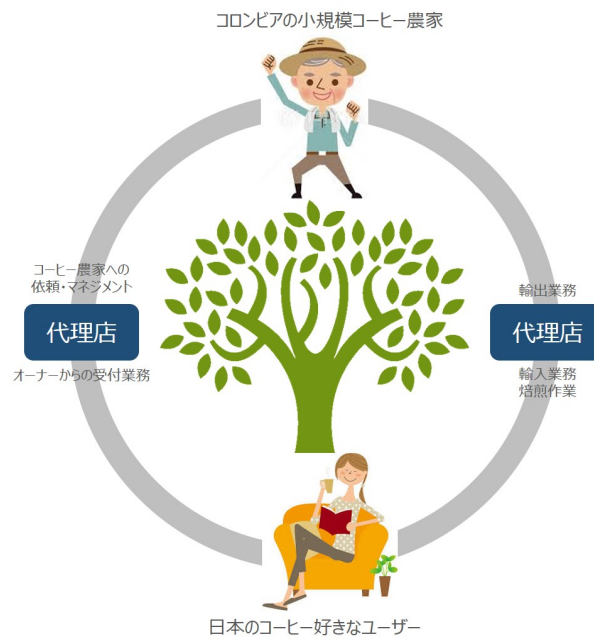 コロンビアの小規模コーヒー農家
コーヒー農家への
依頼・マネジメント
代理店
オーナーからの受付業務
輸出業務
代理店
輸入業務
焙煎作業
日本のコーヒー好きなユーザー